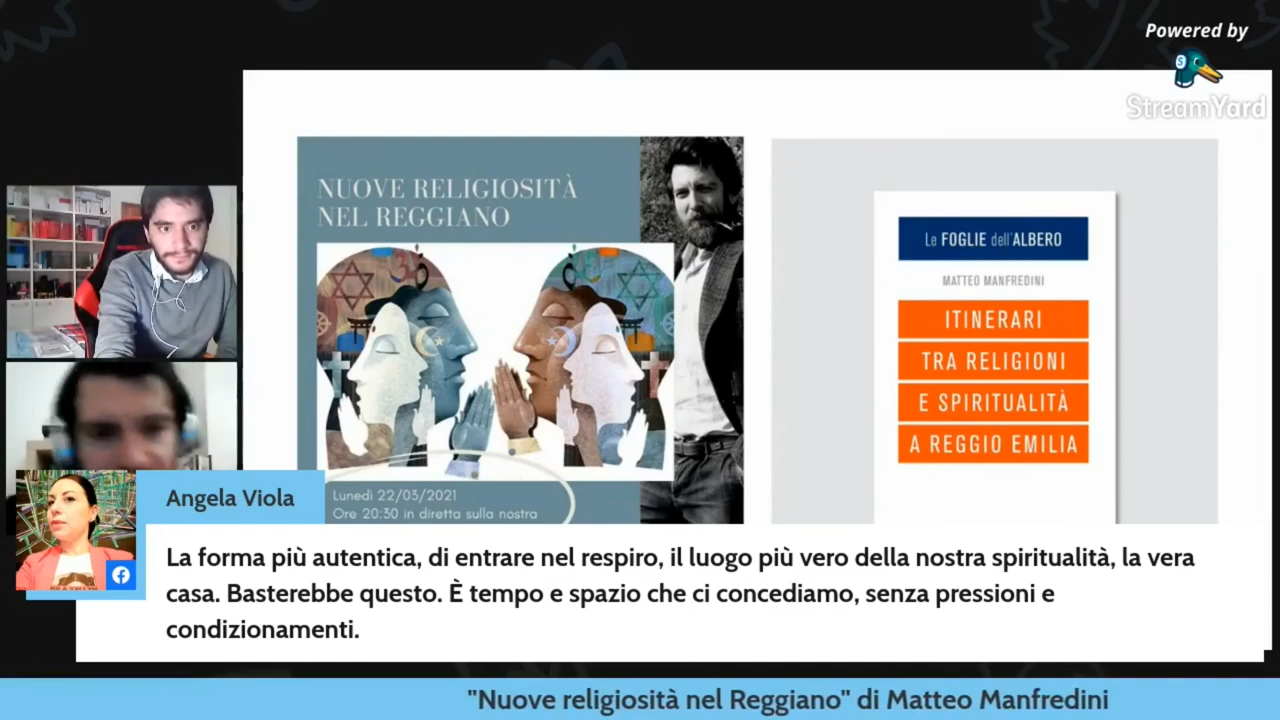 Powered by
StreamYard
NUOVE RELIGIOSITÀ
NEL REGGIANO
Lunedì 22/03/2021
Ore 20:30 in diretta sulla nostra
Le FOGLIE dell'ALBERO
MATTEO MANFREDINI
ITINERARI
TRA RELIGIONI
E SPIRITUALITÀ
A REGGIO EMILIA
Angela Viola
La forma più autentica, di entrare nel respiro, il luogo più vero della nostra spiritualità, la vera
casa. Basterebbe questo. È tempo e spazio che ci concediamo, senza pressioni e
condizionamenti.
"Nuove religiosità nel Reggiano" di Matteo Manfredini